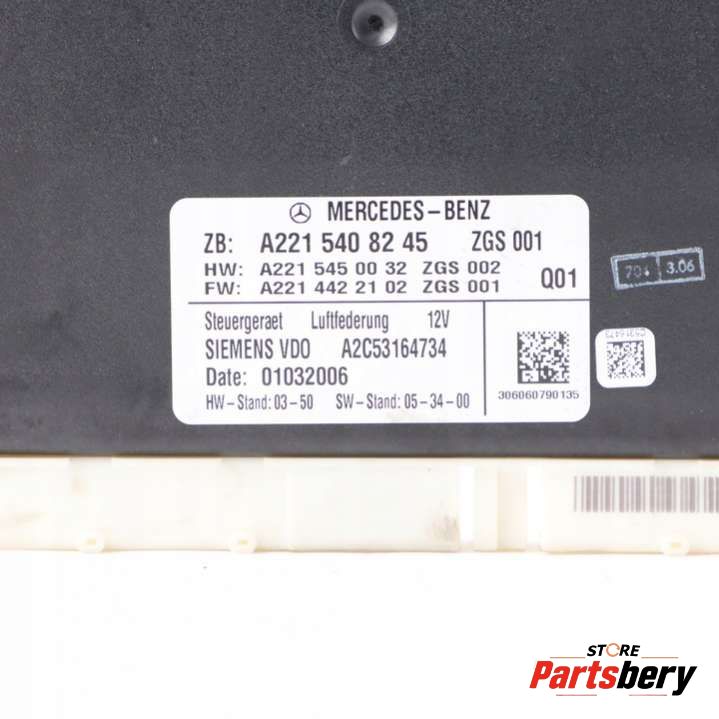 MERCEDES-BENZ
ZB: A221 540 82 45 ZGS 001
HW: A221 545 00 32 ZGS 002
FW: A221 442 21 02 ZGS 001 Q01
Steuergeraet Luftfederung 12V
SIEMENS VDO A2C53164734
Date: 01032006
HW-Stand: 03-50 SW-Stand: 05-34-00
306060790135
3.06
STORE
Partsbery